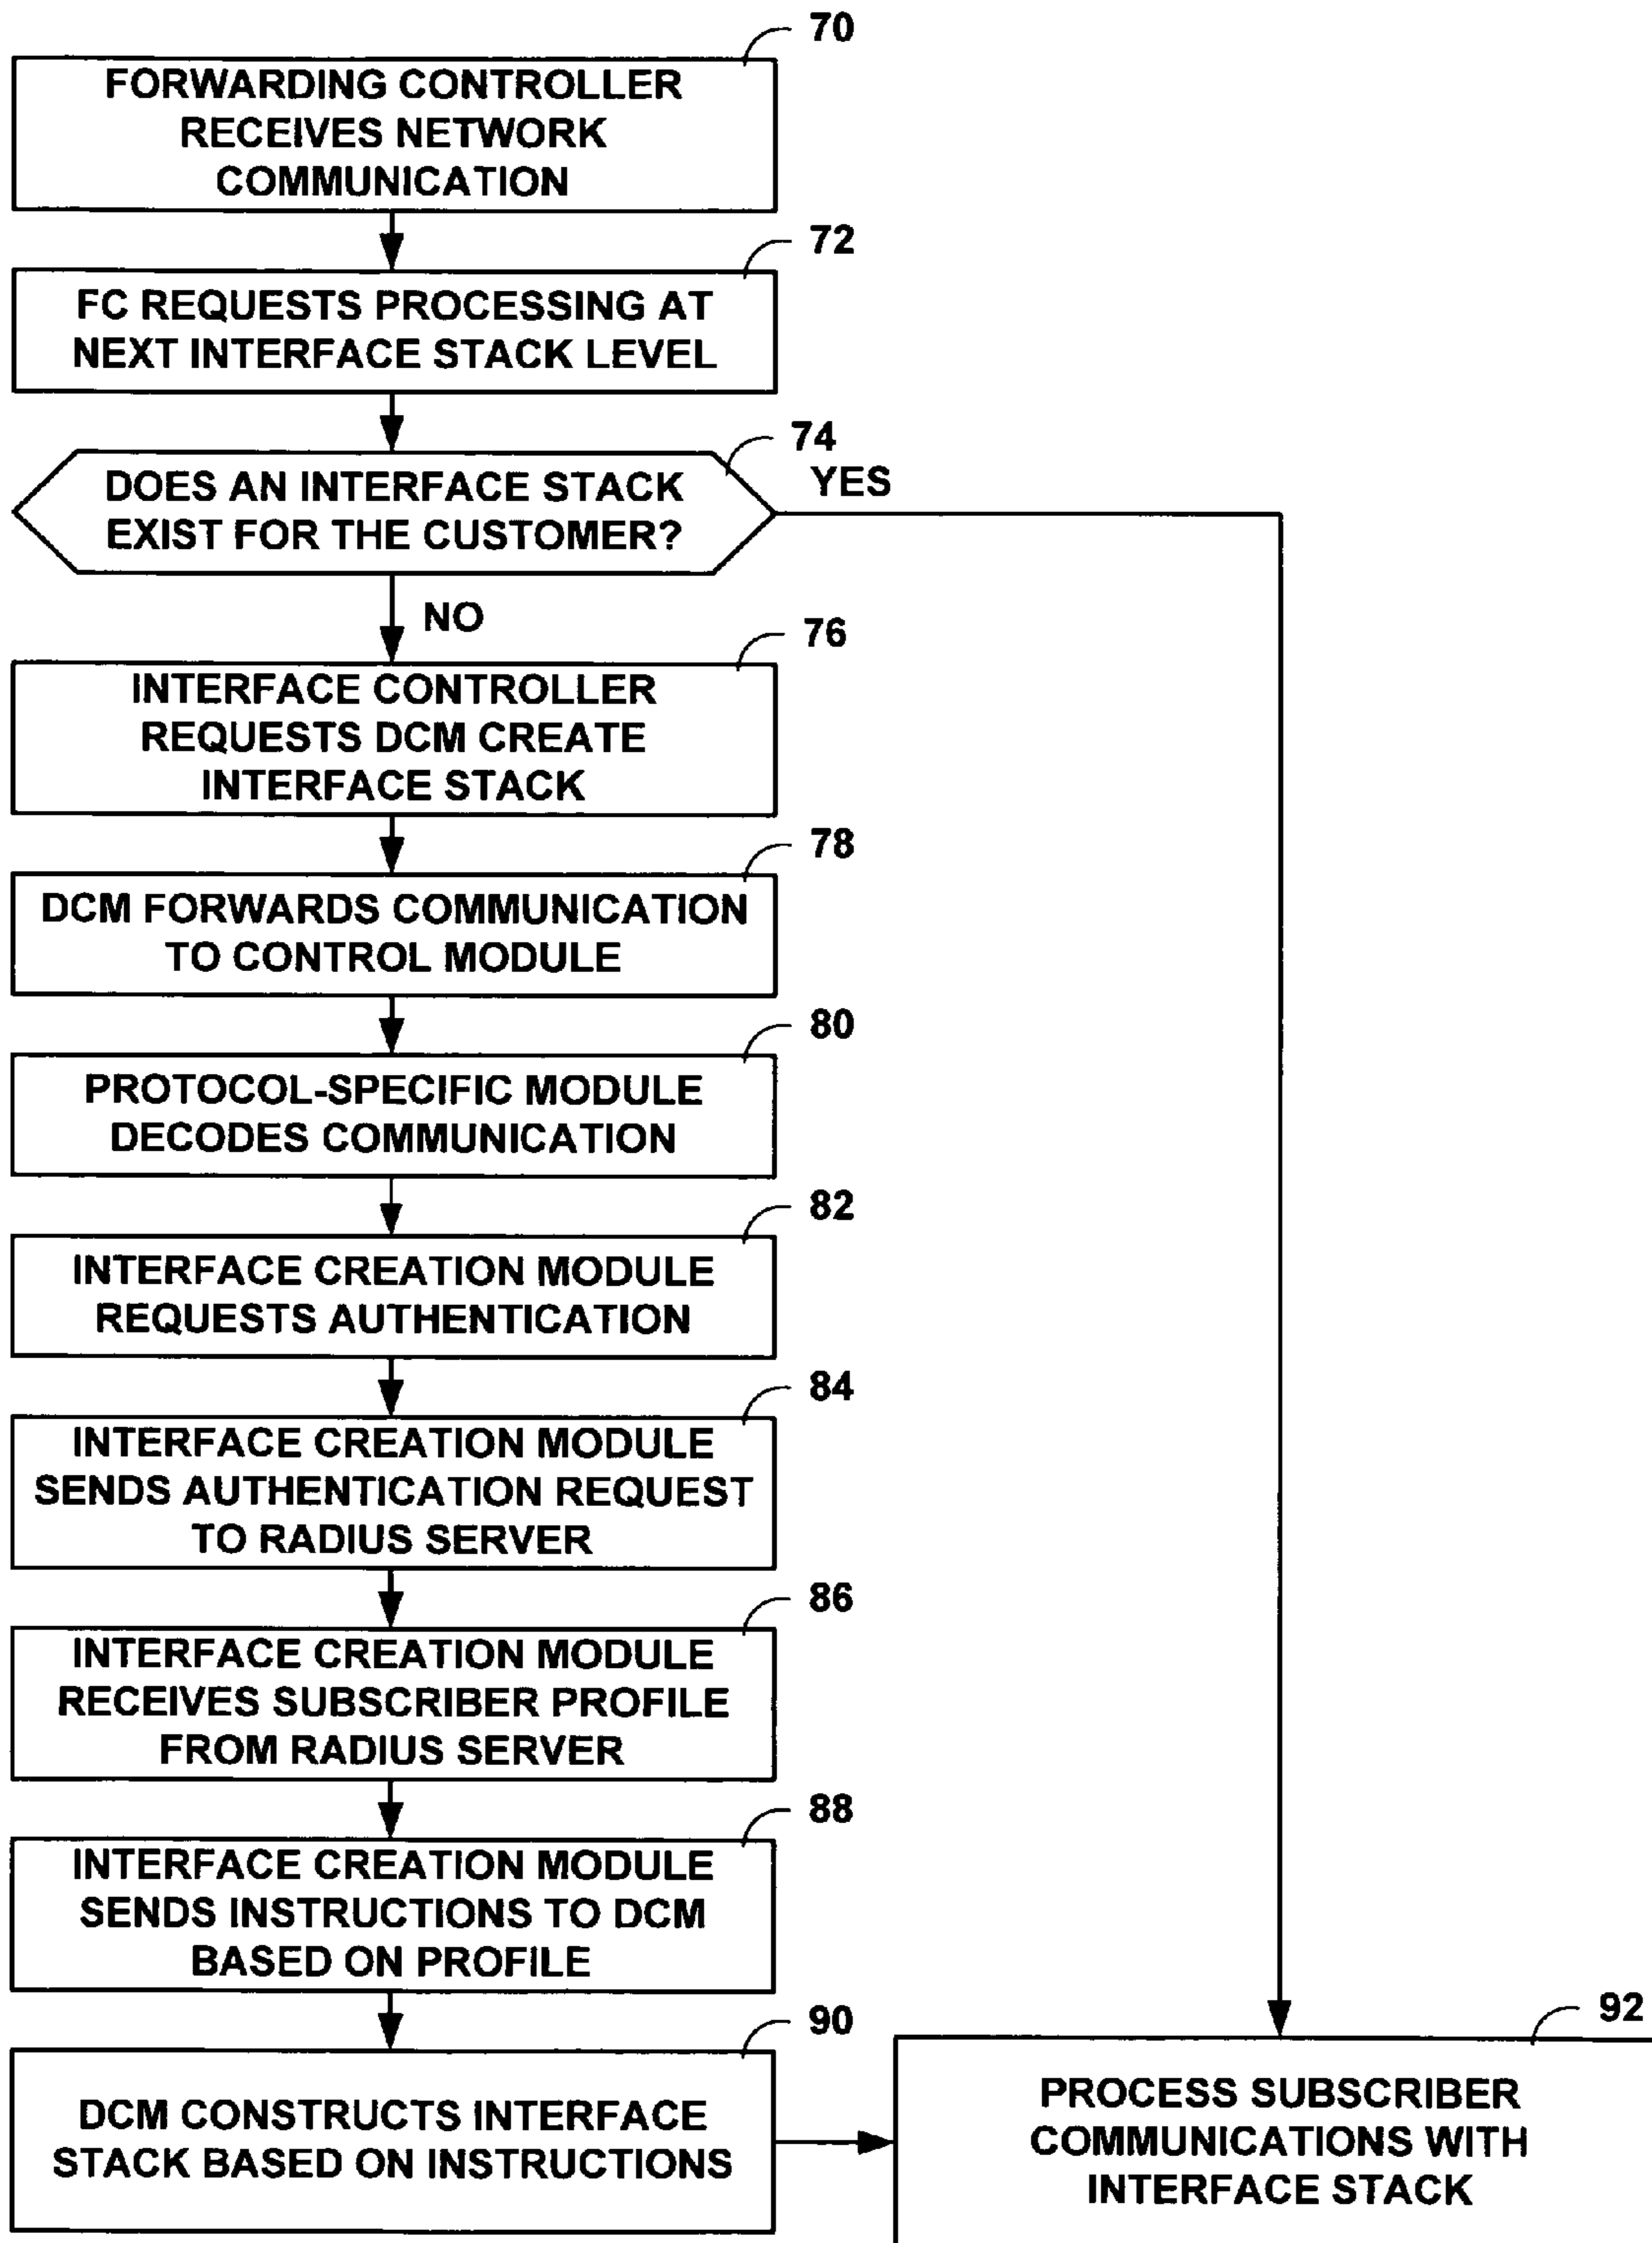 70
FORWARDING CONTROLLER
RECEIVES NETWORK
COMMUNICATION
72
FC REQUESTS PROCESSING AT
NEXT INTERFACE STACK LEVEL
74
DOES AN INTERFACE STACK
EXIST FOR THE CUSTOMER?
YES
NO
76
INTERFACE CONTROLLER
REQUESTS DCM CREATE
INTERFACE STACK
78
DCM FORWARDS COMMUNICATION
TO CONTROL MODULE
80
PROTOCOL-SPECIFIC MODULE
DECODES COMMUNICATION
82
INTERFACE CREATION MODULE
REQUESTS AUTHENTICATION
84
INTERFACE CREATION MODULE
SENDS AUTHENTICATION REQUEST
TO RADIUS SERVER
86
INTERFACE CREATION MODULE
RECEIVES SUBSCRIBER PROFILE
FROM RADIUS SERVER
88
INTERFACE CREATION MODULE
SENDS INSTRUCTIONS TO DCM
BASED ON PROFILE
90
DCM CONSTRUCTS INTERFACE
STACK BASED ON INSTRUCTIONS
92
PROCESS SUBSCRIBER
COMMUNICATIONS WITH
INTERFACE STACK